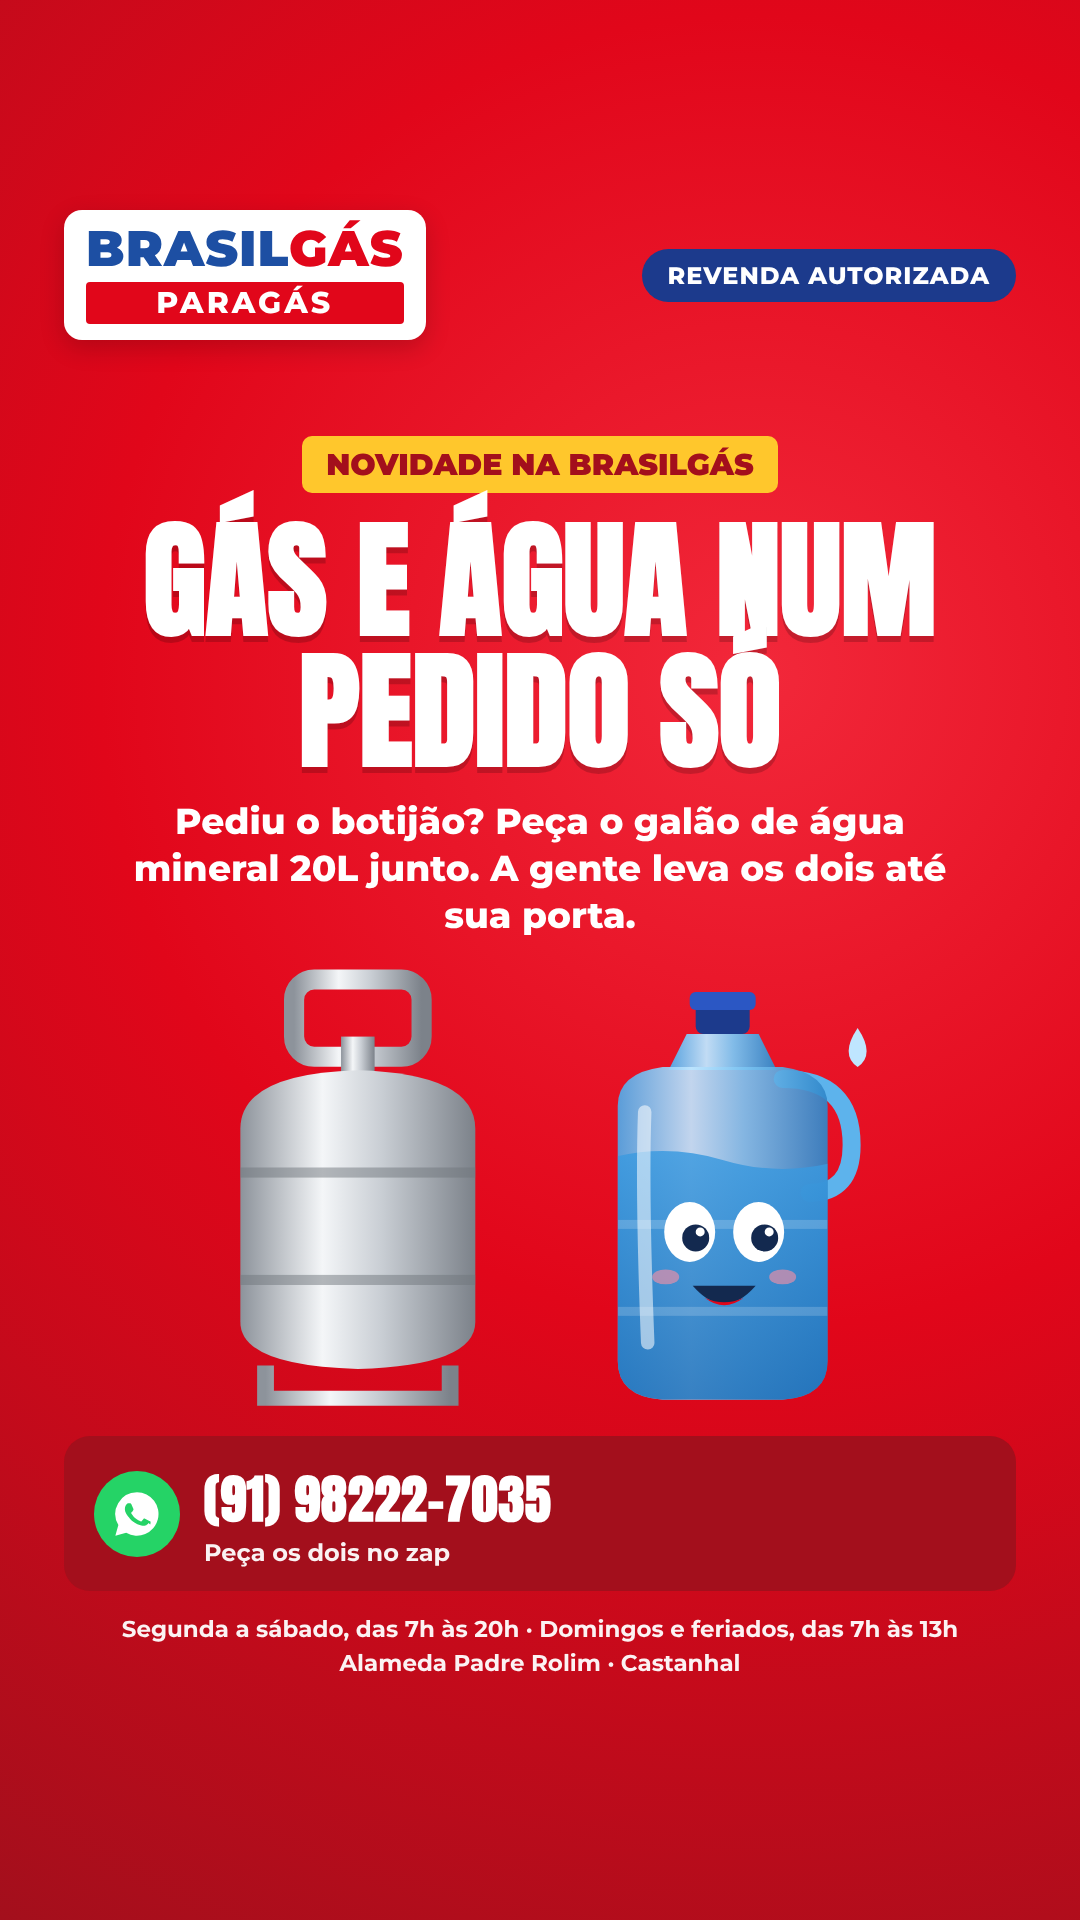 BRASILGÁS
PARAGÁS
REVENDA AUTORIZADA
NOVIDADE NA BRASILGÁS
GÁS E ÁGUA NUM
PEDIDO SÓ
Pediu o botijão? Peça o galão de água
mineral 20L junto. A gente leva os dois até
sua porta.
(91) 98222-7035
Peça os dois no zap
Segunda a sábado, das 7h às 20h · Domingos e feriados, das 7h às 13h
Alameda Padre Rolim · Castanhal